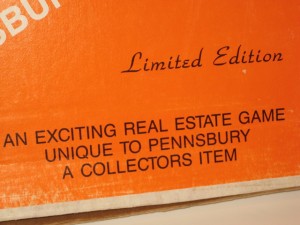 Limited Edition
AN EXCITING REAL ESTATE GAME
UNIQUE TO PENNSBURY
A COLLECTORS ITEM